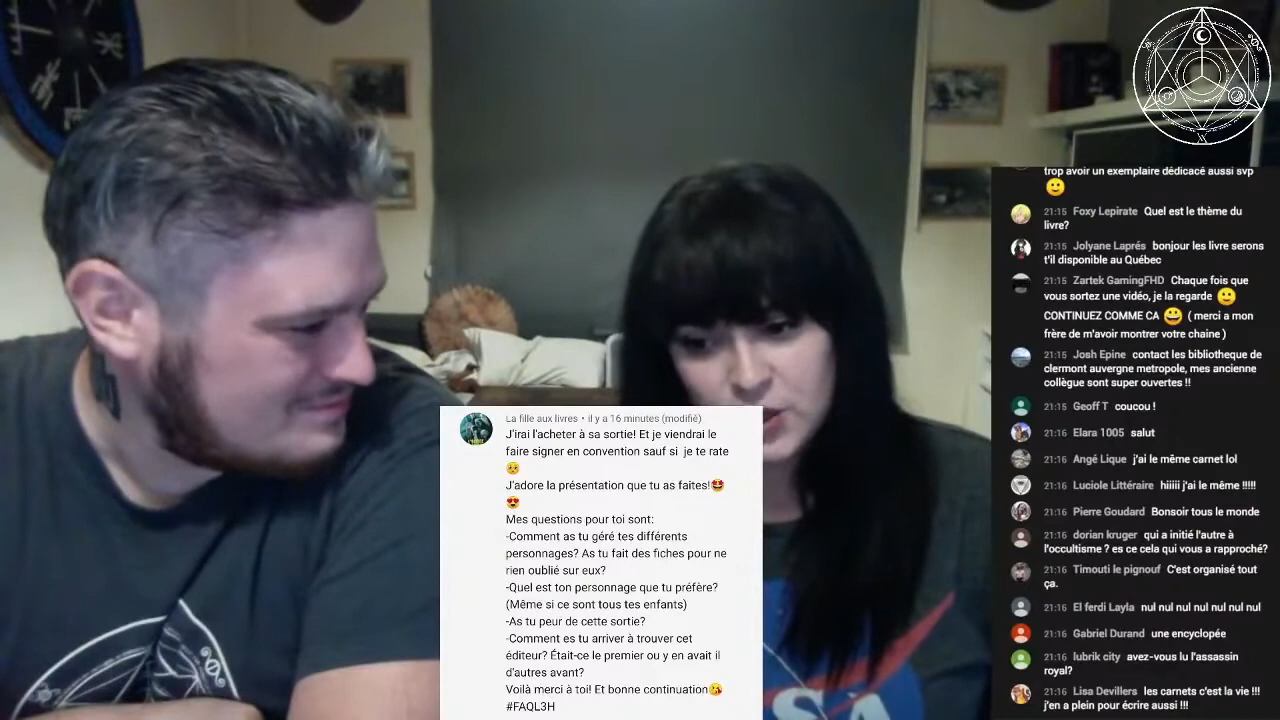 La fille aux livres • il y a 16 minutes (modifié)
J'irai l'acheter à sa sortie! Et je viendrai le
faire signer en convention sauf si je te rate
🥺
J'adore la présentation que tu as faites!🤩
😍
Mes questions pour toi sont:
-Comment as tu géré tes différents
personnages? As tu fait des fiches pour ne
rien oublié sur eux?
-Quel est ton personnage que tu préfère?
(Même si ce sont tous tes enfants)
-As tu peur de cette sortie?
-Comment es tu arriver à trouver cet
éditeur? Était-ce le premier ou y en avait il
d'autres avant?
Voilà merci à toi! Et bonne continuation😘
#FAQL3H
SA
trop avoir un exemplaire dédicacé aussi svp
🙂
21:15 Foxy Lepirate Quel est le thème du
livre?
21:15 Jolyane Laprés bonjour les livre serons
t'il disponible au Québec
21:15 Zartek GamingFHD Chaque fois que
vous sortez une vidéo, je la regarde 🙂
CONTINUEZ COMME CA 😀 ( merci a mon
frère de m'avoir montrer votre chaine )
21:15 Josh Epine contact les bibliotheque de
clermont auvergne metropole, mes ancienne
collègue sont super ouvertes !!
21:15 Geoff T coucou !
21:16 Elara 1005 salut
21:16 Angé Lique j'ai le même carnet lol
21:16 Luciole Littéraire hiiiii j'ai le même !!!!!
21:16 Pierre Goudard Bonsoir tous le monde
21:16 dorian kruger qui a initié l'autre à
l'occultisme ? es ce cela qui vous a rapproché?
21:16 Timouti le pignouf C'est organisé tout
ça.
21:16 El ferdi Layla nul nul nul nul nul nul nul
21:16 Gabriel Durand une encyclopée
21:16 lubrik city avez-vous lu l'assassin
royal?
21:16 Lisa Devillers les carnets c'est la vie !!!
j'en a plein pour écrire aussi !!!